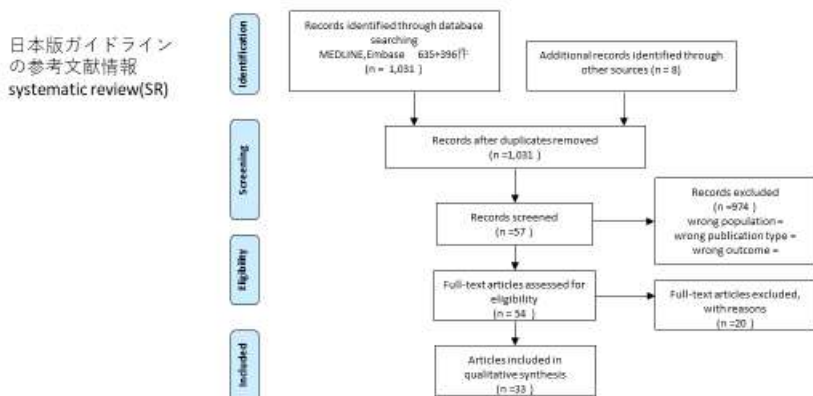 日本版ガイドライン
の参考文献情報
systematic review(SR)
Identification
Records identified through database
searching
MEDLINE,Embase 635+396件
(n = 1,031 )
Additional records identified through
other sources (n = 8)
Screening
Records after duplicates removed
(n =1,031 )
Records screened
(n =57 )
Records excluded
(n =974 )
wrong population =
wrong publication type =
wrong outcome =
Eligibility
Full-text articles assessed for
eligibility
(n = 54 )
Full-text articles excluded,
with reasons
(n =20 )
Included
Articles included in
qualitative synthesis
(n =33 )